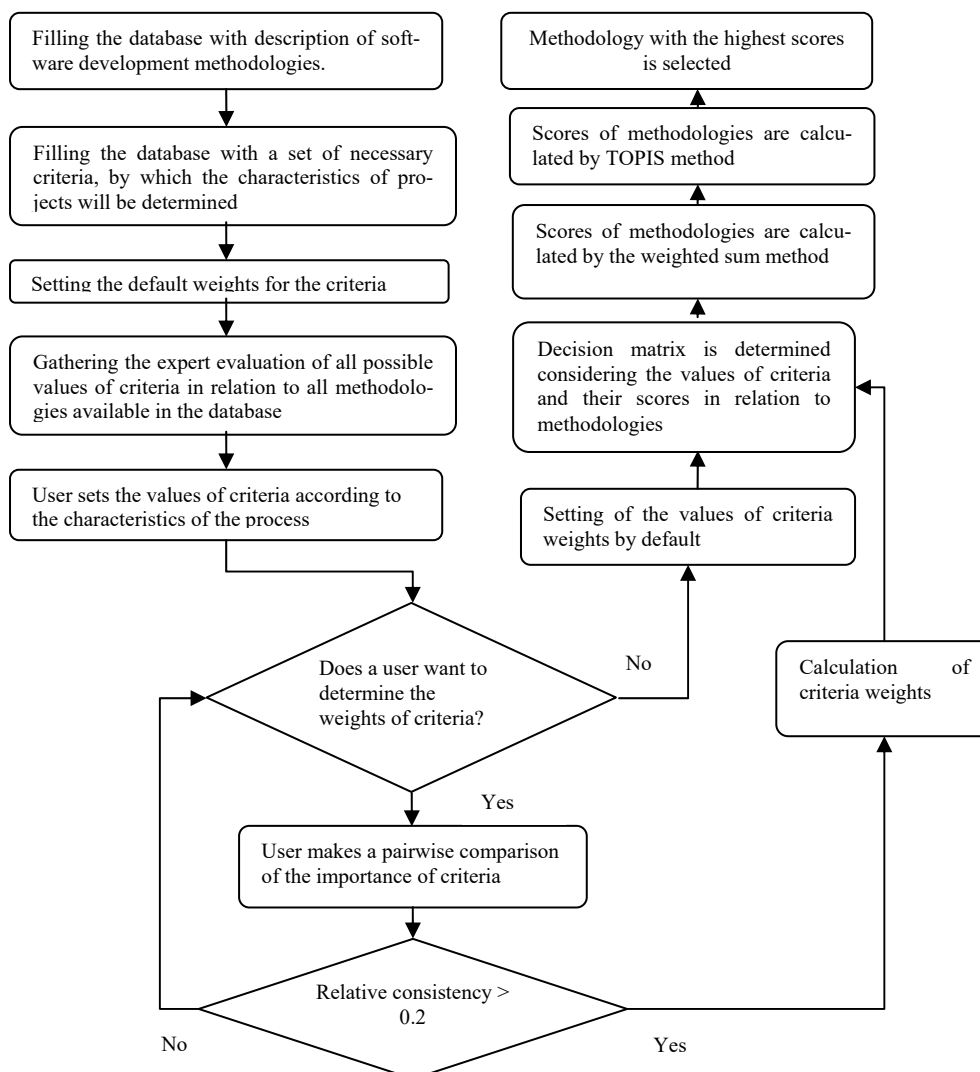 Filling the database with description of soft-
ware development methodologies.
Filling the database with a set of necessary
criteria, by which the characteristics of pro-
jects will be determined
Setting the default weights for the criteria
Gathering the expert evaluation of all possible
values of criteria in relation to all methodolo-
gies available in the database
User sets the values of criteria according to
the characteristics of the process
Does a user want to
determine the
weights of criteria?
No
Yes
User makes a pairwise comparison
of the importance of criteria
Relative consistency >
0.2
No
Yes
Calculation of
criteria weights
Setting of the values of criteria
weights by default
Decision matrix is determined
considering the values of criteria
and their scores in relation to
methodologies
Scores of methodologies are calcu-
lated by the weighted sum method
Scores of methodologies are calcu-
lated by TOPIS method
Methodology with the highest scores
is selected